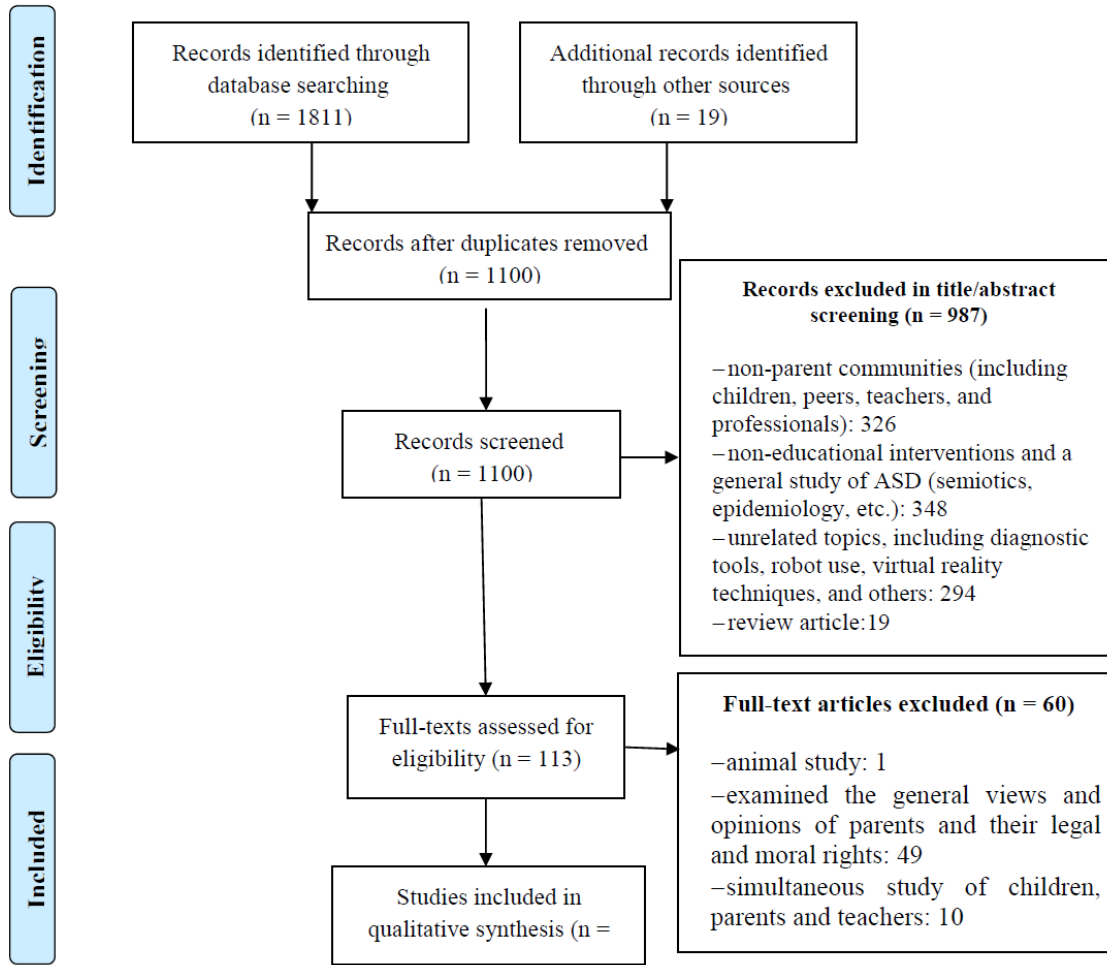 Identification
Records identified through
database searching
(n = 1811)
Additional records identified
through other sources
(n = 19)
Records after duplicates removed
(n = 1100)
Screening
Records screened
(n = 1100)
Records excluded in title/abstract
screening (n = 987)
–non-parent communities (including
children, peers, teachers, and
professionals): 326
–non-educational interventions and a
general study of ASD (semiotics,
epidemiology, etc.): 348
–unrelated topics, including diagnostic
tools, robot use, virtual reality
techniques, and others: 294
–review article:19
Eligibility
Full-texts assessed for
eligibility (n = 113)
Full-text articles excluded (n = 60)
–animal study: 1
–examined the general views and
opinions of parents and their legal
and moral rights: 49
–simultaneous study of children,
parents and teachers: 10
Included
Studies included in
qualitative synthesis (n =